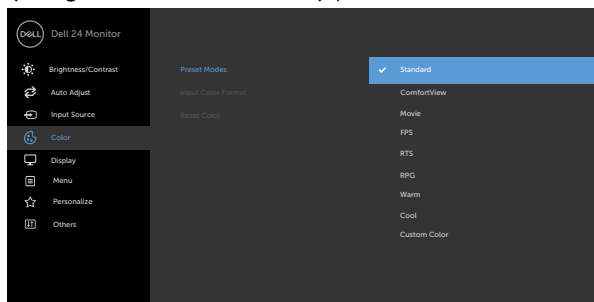 DELL Dell 24 Monitor
Brightness/Contrast
Auto Adjust
Input Source
Color
Display
Menu
Personalize
Others
Preset Modes
Input Color Format
Reset Color
Standard
ComfortView
Movie
FPS
RTS
RPG
Warm
Cool
Custom Color